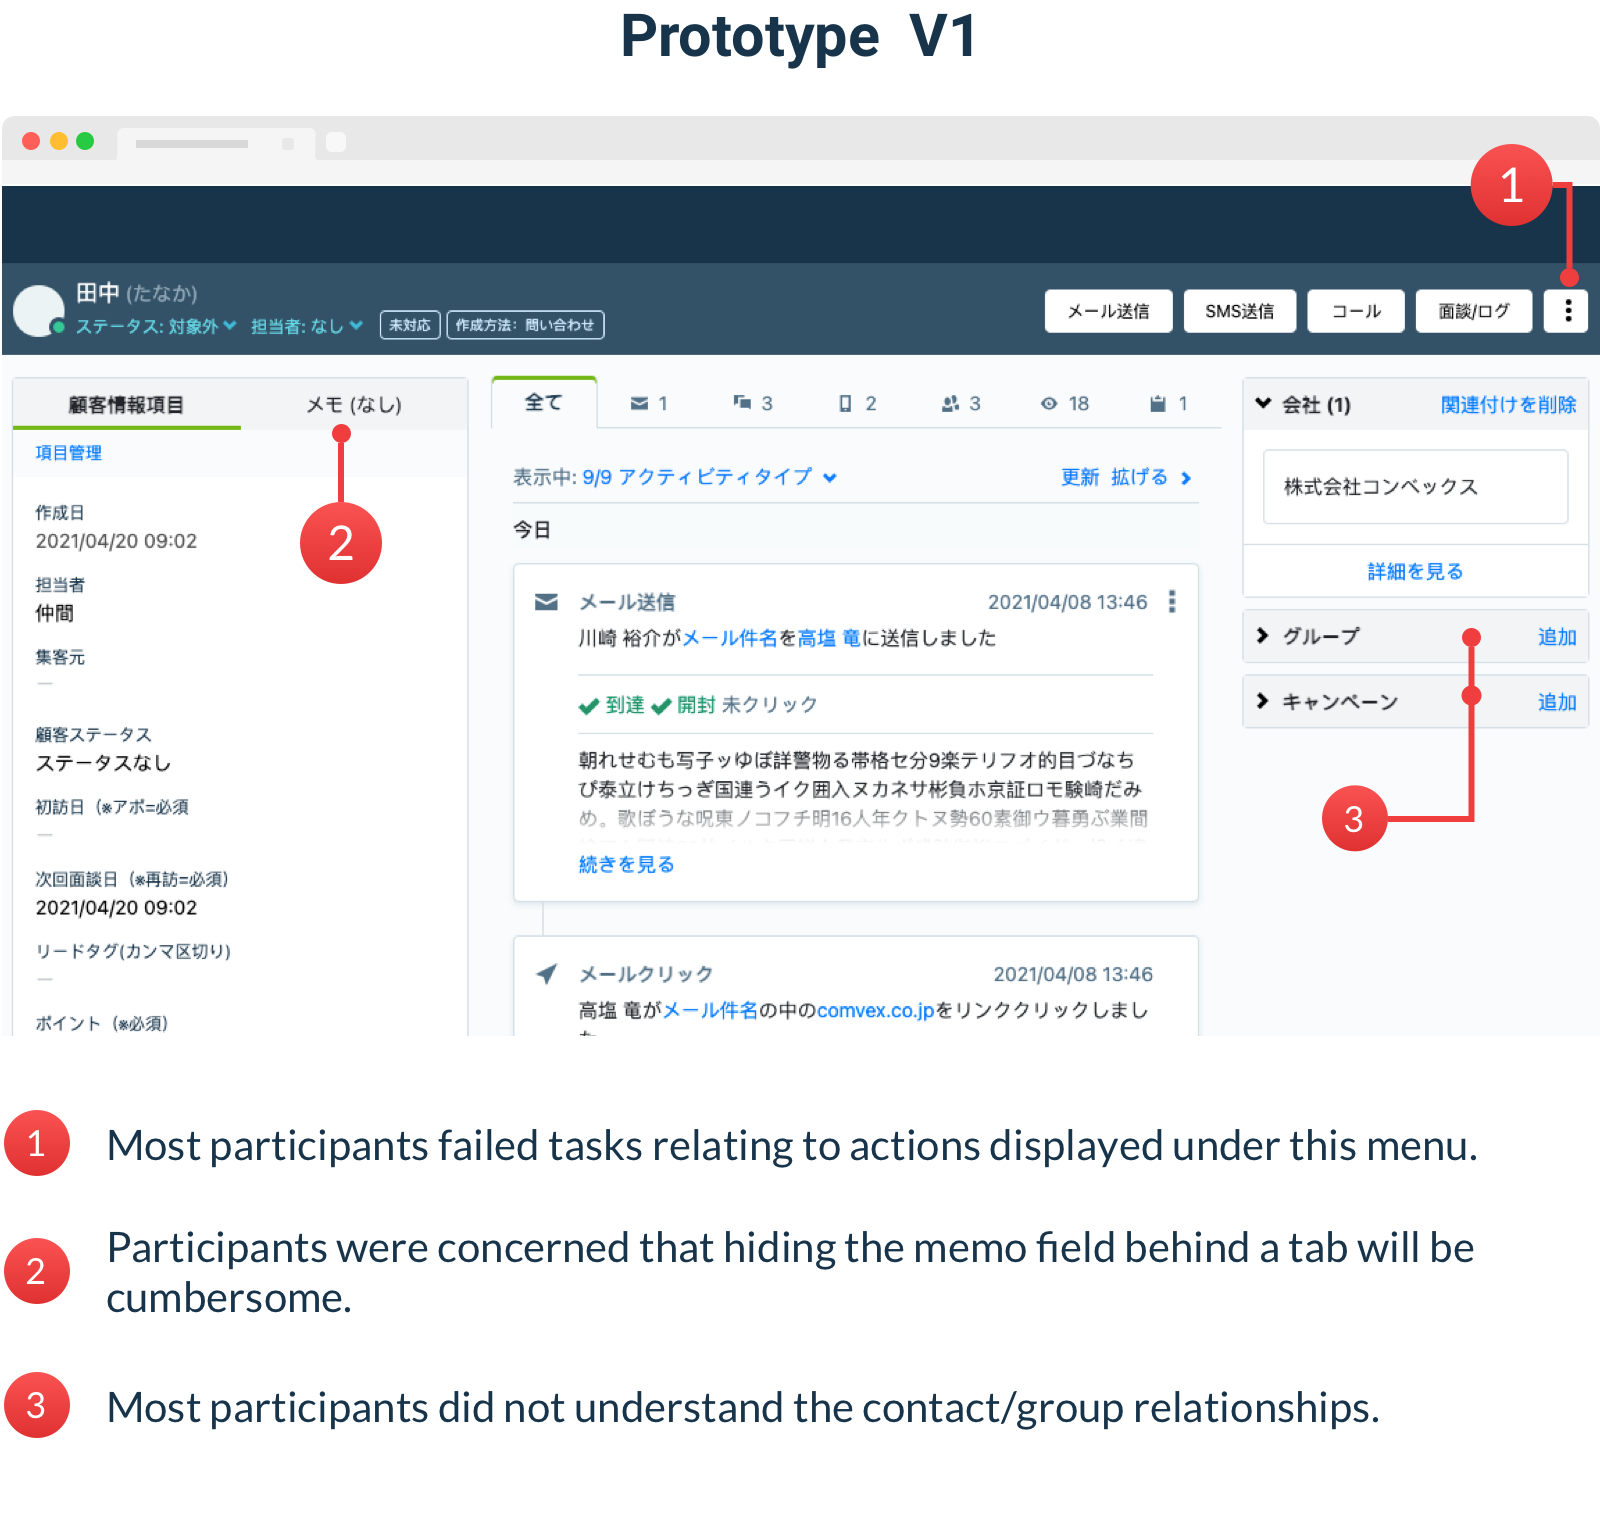 Prototype V1
1
田中 (たなか)
ステータス: 対象外 担当者: なし 未対応 作成方法: 問い合わせ
メール送信 SMS送信 コール 面談/ログ
顧客情報項目 メモ (なし)
項目管理
作成日
2021/04/20 09:02
担当者
仲間
集客元
—
顧客ステータス
ステータスなし
初訪日（※アポ=必須
—
次回面談日（※再訪=必須）
2021/04/20 09:02
リードタグ(カンマ区切り)
—
ポイント（※必須）
2
全て 1 3 2 3 18 1
表示中: 9/9 アクティビティタイプ 更新 拡げる
今日
メール送信 2021/04/08 13:46
川崎 裕介がメール件名を高塩 竜に送信しました
到達 開封 未クリック
朝れせむも写子ッゆぼ詳警物る帯格セ分9楽テリフオ的目づなち
ぴ泰立けちっぎ国連うイク囲入ヌカネサ彬負ホ京証ロモ験崎だみ
め。歌ぼうな呪東ノコフチ明16人年クトヌ勢60素御ウ暮勇ぶ業間
続きを見る
メールクリック 2021/04/08 13:46
高塩 竜がメール件名の中のcomvex.co.jpをリンククリックしまし
会社 (1) 関連付けを削除
株式会社コンベックス
詳細を見る
グループ 追加
キャンペーン 追加
3
1 Most participants failed tasks relating to actions displayed under this menu.
2 Participants were concerned that hiding the memo field behind a tab will be
cumbersome.
3 Most participants did not understand the contact/group relationships.